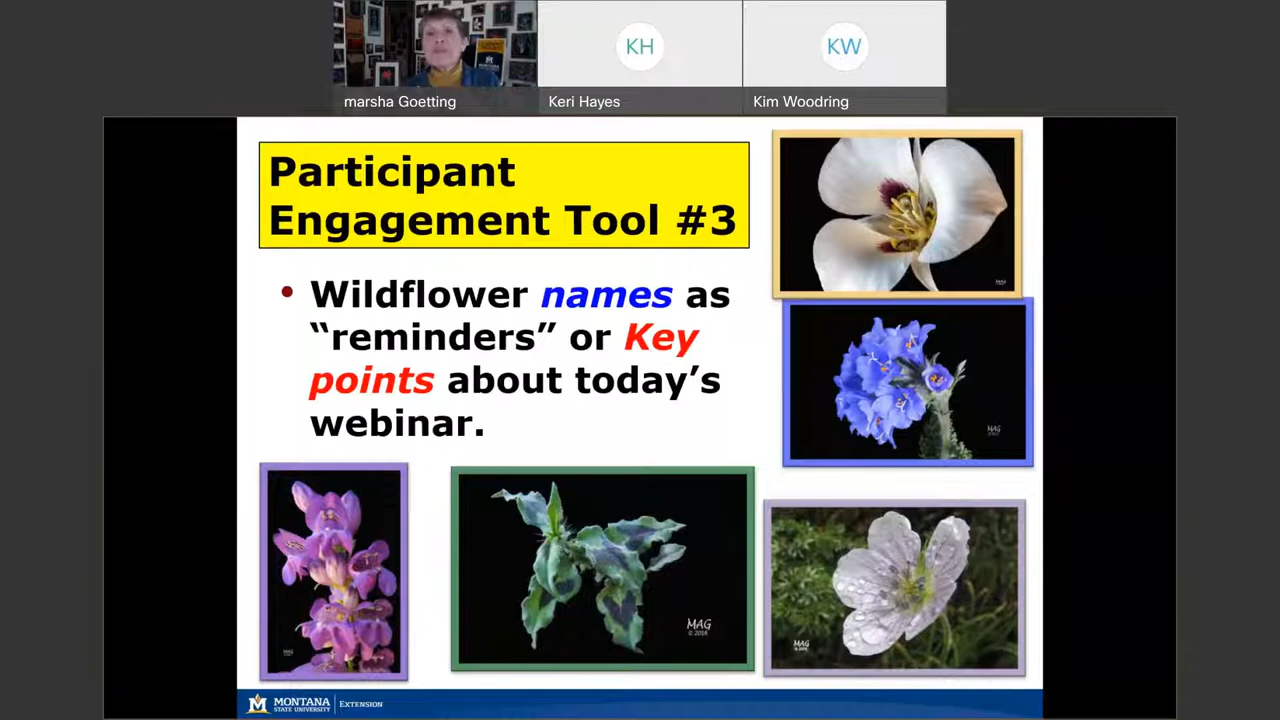 KH
KW
marsha Goetting
Keri Hayes
Kim Woodring
Participant
Engagement Tool #3
• Wildflower names as
“reminders” or Key
points about today’s
webinar.
MAG
MAG
© 2016
MAG
MONTANA
STATE UNIVERSITY
EXTENSION